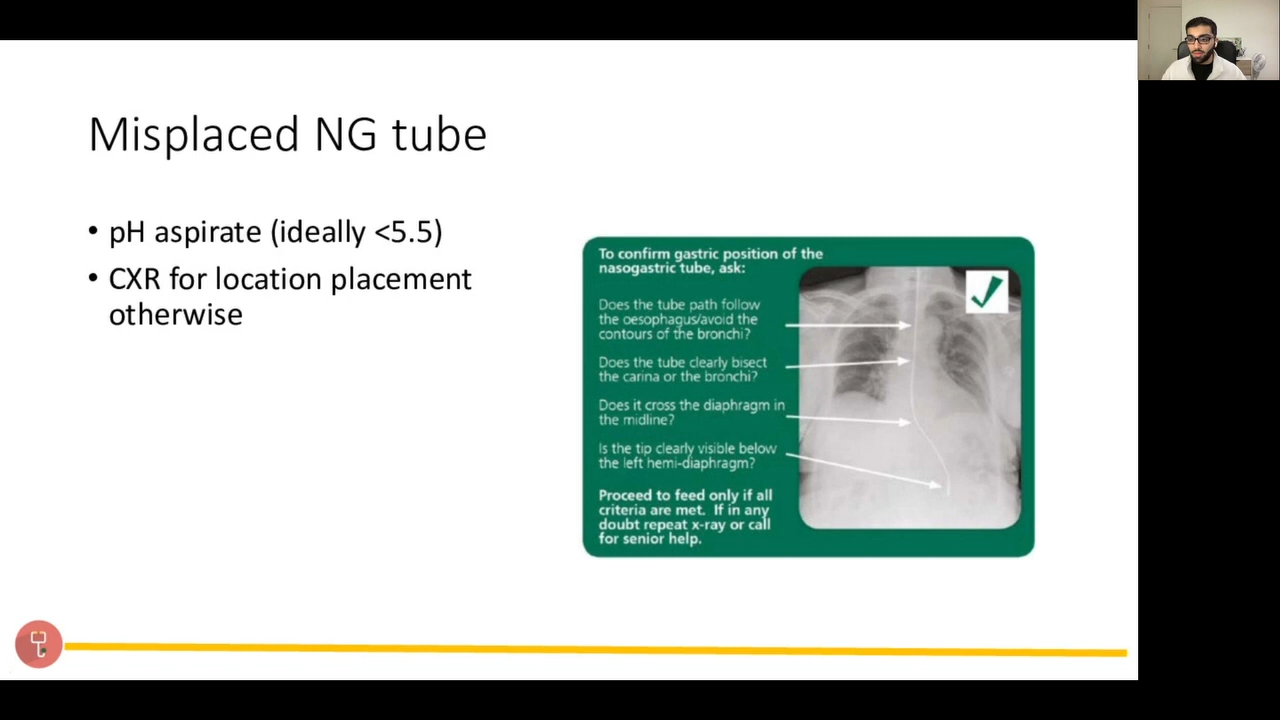 Misplaced NG tube
• pH aspirate (ideally <5.5)
• CXR for location placement
otherwise
To confirm gastric position of the
nasogastric tube, ask:
Does the tube path follow
the oesophagus/avoid the
contours of the bronchi?
Does the tube clearly bisect
the carina or the bronchi?
Does it cross the diaphragm in
the midline?
Is the tip clearly visible below
the left hemi-diaphragm?
Proceed to feed only if all
criteria are met. If in any
doubt repeat x-ray or call
for senior help.